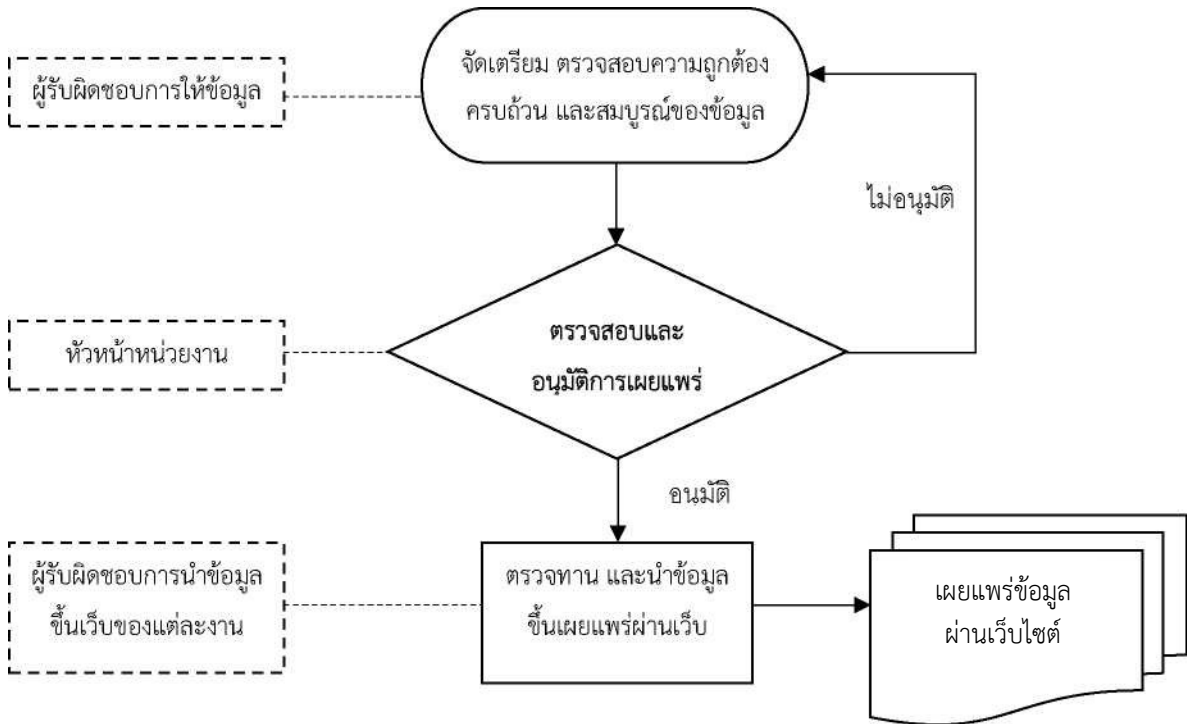 จัดเตรียม ตรวจสอบความถูกต้อง
ครบถ้วน และสมบูรณ์ของข้อมูล
ผู้รับผิดชอบการให้ข้อมูล
ไม่อนุมัติ
ตรวจสอบและ
อนุมัติการเผยแพร่
หัวหน้าหน่วยงาน
อนุมัติ
ผู้รับผิดชอบการนำข้อมูล
ขึ้นเว็บของแต่ละงาน
ตรวจทาน และนำข้อมูล
ขึ้นเผยแพร่ผ่านเว็บ
เผยแพร่ข้อมูล
ผ่านเว็บไซต์